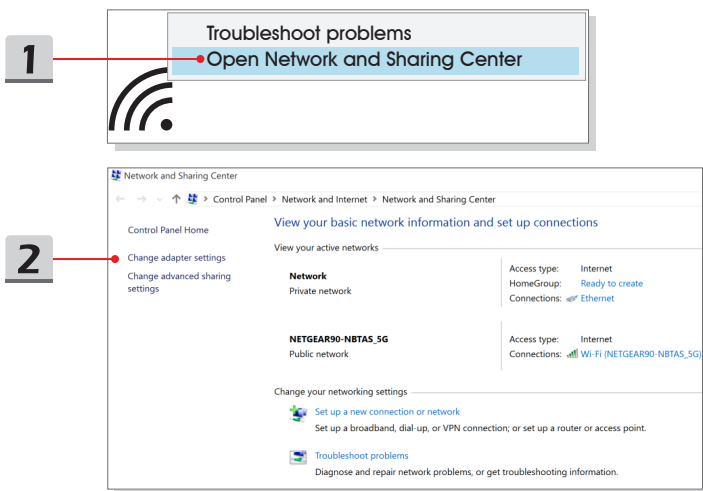 1
Troubleshoot problems
Open Network and Sharing Center
Network and Sharing Center
Control Panel > Network and Internet > Network and Sharing Center
2
Control Panel Home
Change adapter settings
Change advanced sharing
settings
View your basic network information and set up connections
View your active networks
Network
Private network
Access type: Internet
HomeGroup: Ready to create
Connections: Ethernet
NETGEAR90-NBTAS_5G
Public network
Access type: Internet
Connections: Wi-Fi (NETGEAR90-NBTAS_5G)
Change your networking settings
Set up a new connection or network
Set up a broadband, dial-up, or VPN connection; or set up a router or access point.
Troubleshoot problems
Diagnose and repair network problems, or get troubleshooting information.